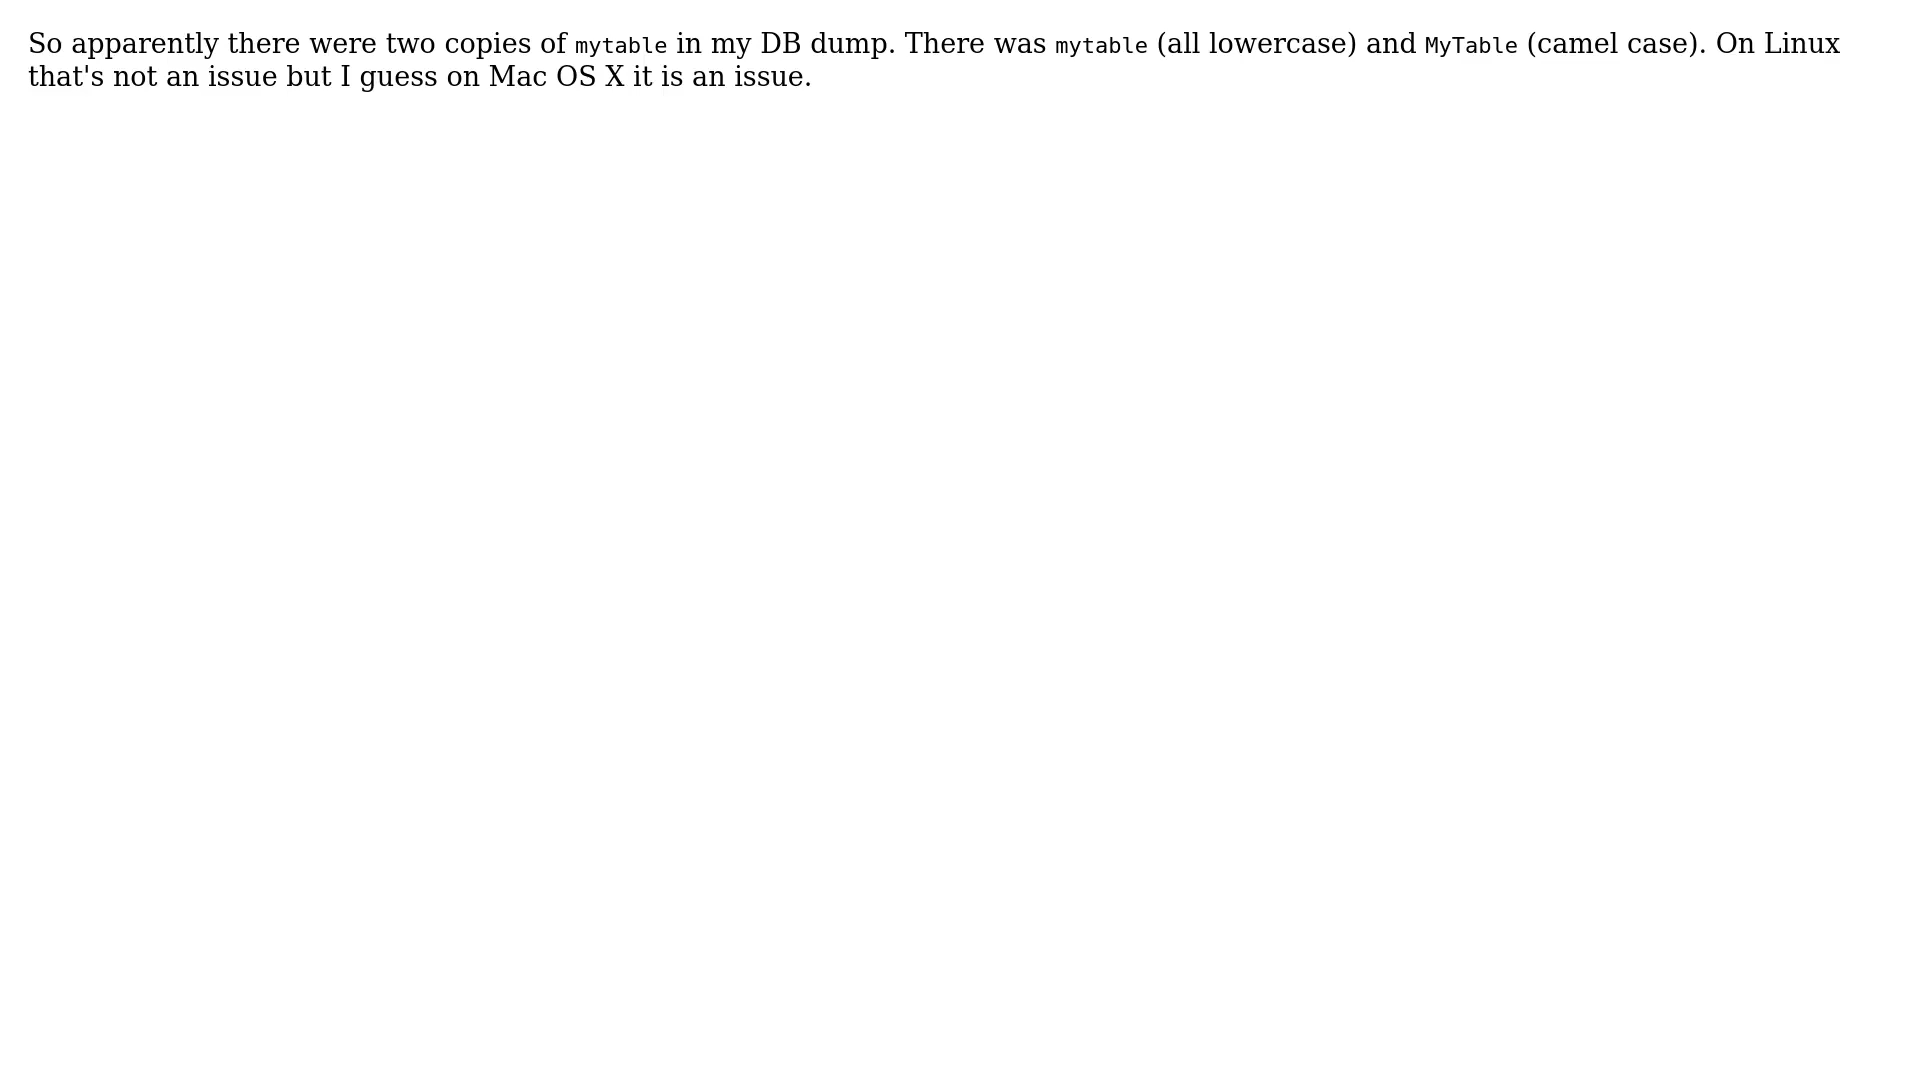 So apparently there were two copies of mytable in my DB dump. There was mytable (all lowercase) and MyTable (camel case). On Linux
that's not an issue but I guess on Mac OS X it is an issue.